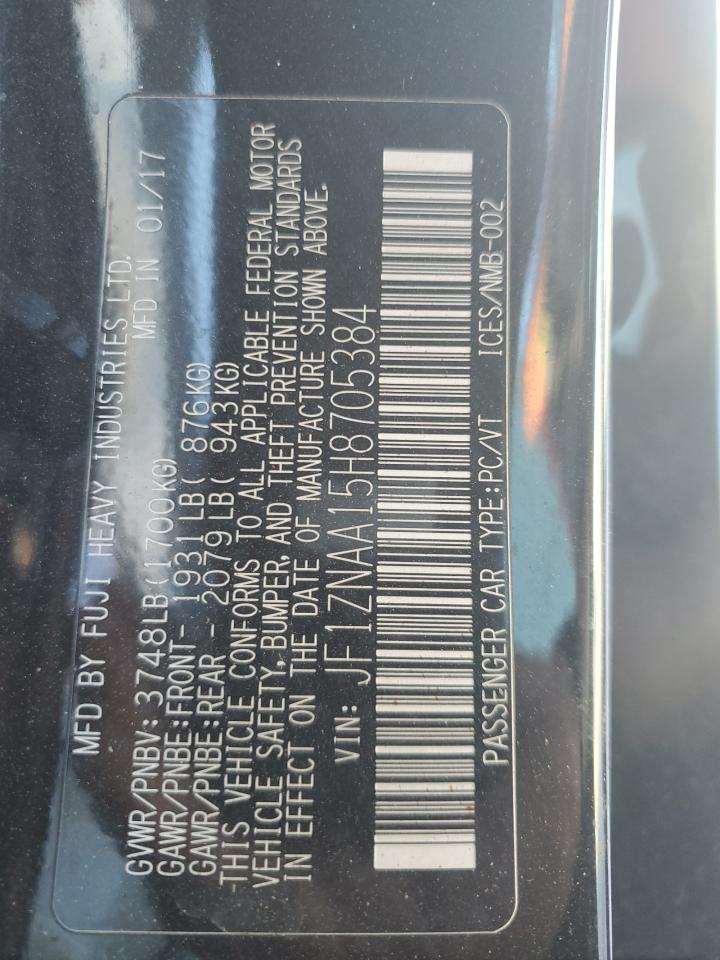 MFD BY FUJI HEAVY INDUSTRIES LTD.
GVWR/PNBV: 3748LB(1700KG) MFD IN 01/17
GAWR/PNBE:FRONT- 1931LB( 876KG)
GAWR/PNBE:REAR - 2079LB( 943KG)
THIS VEHICLE CONFORMS TO ALL APPLICABLE FEDERAL MOTOR
VEHICLE SAFETY, BUMPER, AND THEFT PREVENTION STANDARDS
IN EFFECT ON THE DATE OF MANUFACTURE SHOWN ABOVE.
VIN: JF1ZNAA15H8705384
PASSENGER CAR TYPE:PC/VT ICES/NMB-002